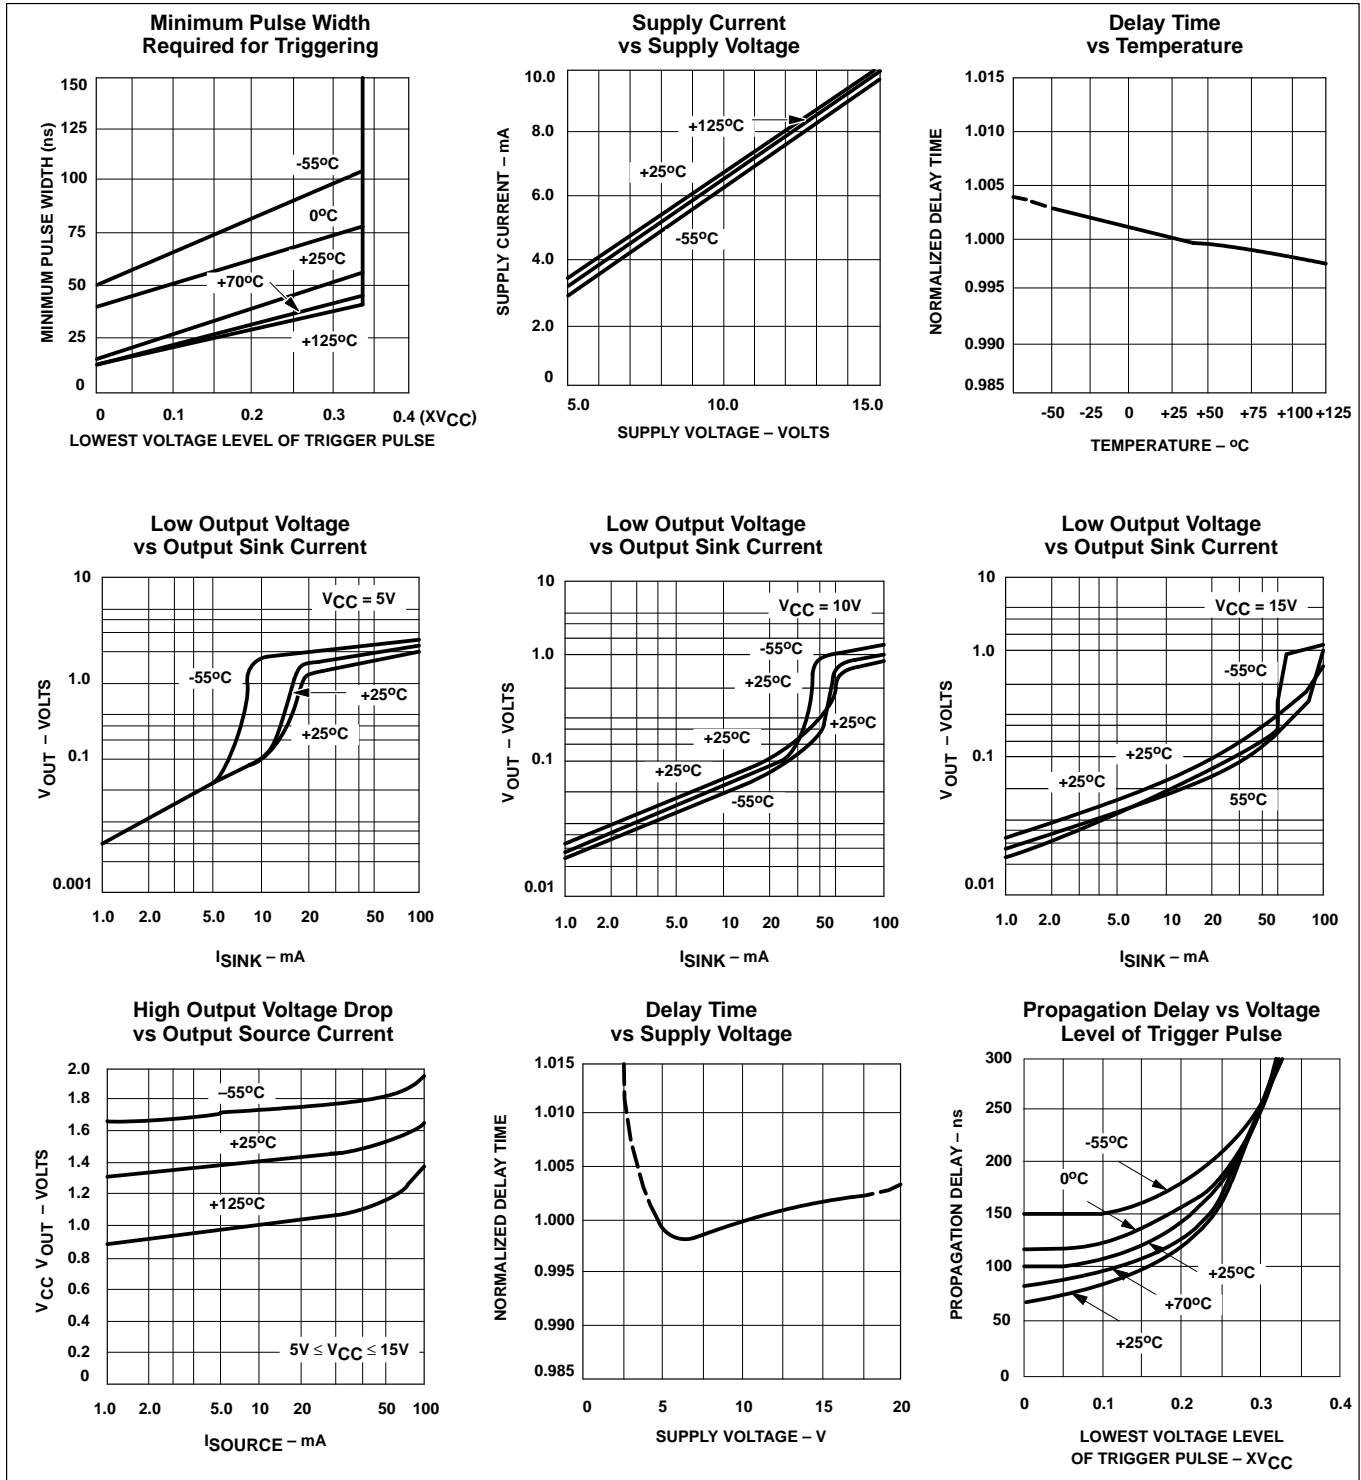 Minimum Pulse Width
Required for Triggering
MINIMUM PULSE WIDTH (ns)
150
125
100
75
50
25
0
-55oC
0oC
+25oC
+70oC
+125oC
0 0.1 0.2 0.3 0.4 (XVCC)
LOWEST VOLTAGE LEVEL OF TRIGGER PULSE
Supply Current
vs Supply Voltage
SUPPLY CURRENT – mA
10.0
8.0
6.0
4.0
2.0
0
+125oC
+25oC
-55oC
5.0 10.0 15.0
SUPPLY VOLTAGE – VOLTS
Delay Time
vs Temperature
NORMALIZED DELAY TIME
1.015
1.010
1.005
1.000
0.995
0.990
0.985
-50 -25 0 +25 +50 +75 +100 +125
TEMPERATURE – oC
Low Output Voltage
vs Output Sink Current
VOUT – VOLTS
10
1.0
0.1
0.001
VCC = 5V
-55oC
+25oC
+25oC
1.0 2.0 5.0 10 20 50 100
ISINK – mA
Low Output Voltage
vs Output Sink Current
VOUT – VOLTS
10
1.0
0.1
0.01
VCC = 10V
-55oC
+25oC
+25oC
+25oC
+25oC
-55oC
1.0 2.0 5.0 10 20 50 100
ISINK – mA
Low Output Voltage
vs Output Sink Current
VOUT – VOLTS
10
1.0
0.1
0.01
VCC = 15V
-55oC
+25oC
+25oC
55oC
1.0 2.0 5.0 10 20 50 100
ISINK – mA
High Output Voltage Drop
vs Output Source Current
VCC VOUT – VOLTS
2.0
1.8
1.6
1.4
1.2
1.0
0.8
0.6
0.4
0.2
0
–55oC
+25oC
+125oC
5V ≤ VCC ≤ 15V
1.0 2.0 5.0 10 20 50 100
ISOURCE – mA
Delay Time
vs Supply Voltage
NORMALIZED DELAY TIME
1.015
1.010
1.005
1.000
0.995
0.990
0.985
0 5 10 15 20
SUPPLY VOLTAGE – V
Propagation Delay vs Voltage
Level of Trigger Pulse
PROPAGATION DELAY – ns
300
250
200
150
100
50
0
-55oC
0oC
+25oC
+70oC
+25oC
0 0.1 0.2 0.3 0.4
LOWEST VOLTAGE LEVEL
OF TRIGGER PULSE – XVCC